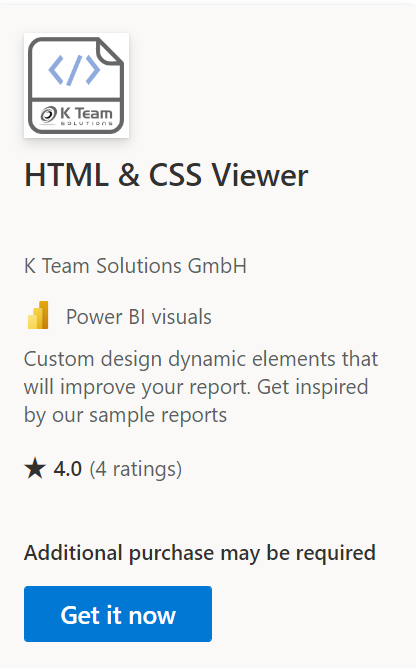 </>
K Team
SOLUTIONS
HTML & CSS Viewer
K Team Solutions GmbH
Power BI visuals
Custom design dynamic elements that
will improve your report. Get inspired
by our sample reports
★ 4.0 (4 ratings)
Additional purchase may be required
Get it now